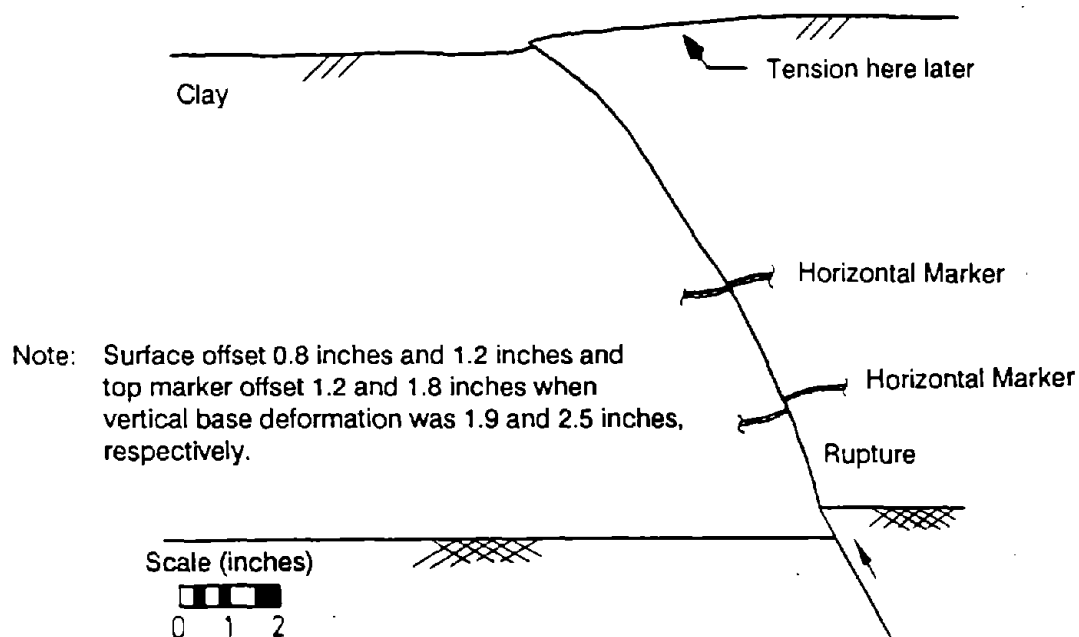 Tension here later
Clay
Horizontal Marker
Note: Surface offset 0.8 inches and 1.2 inches and
top marker offset 1.2 and 1.8 inches when
vertical base deformation was 1.9 and 2.5 inches,
respectively.
Horizontal Marker
Rupture
Scale (inches)
0 1 2